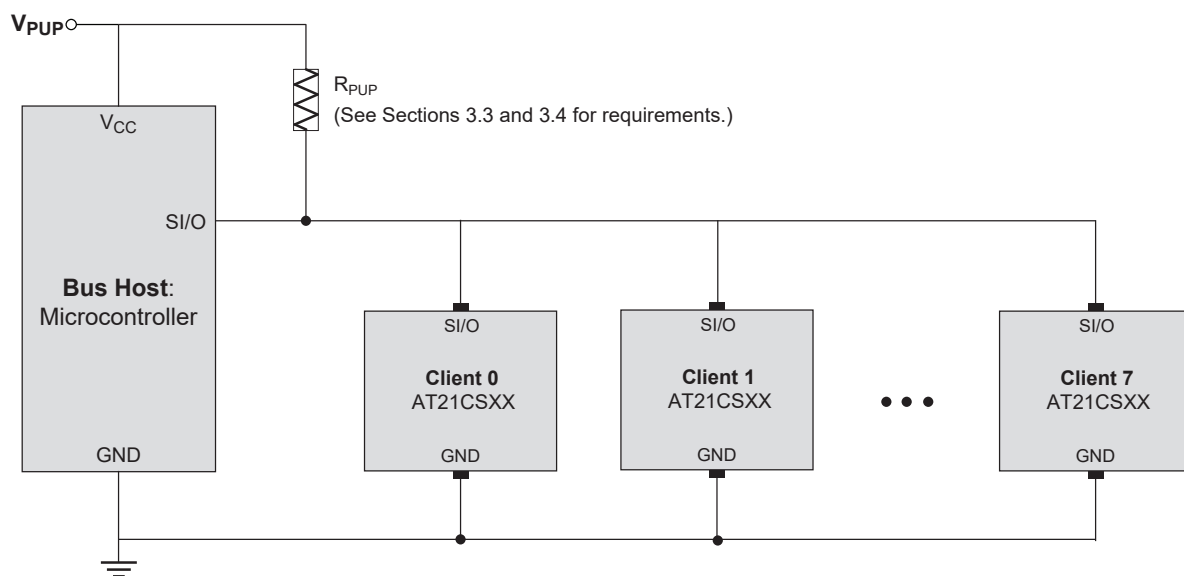 VPUP
RPUP
(See Sections 3.3 and 3.4 for requirements.)
VCC
SI/O
Bus Host:
Microcontroller
GND
SI/O
Client 0
AT21CSXX
GND
SI/O
Client 1
AT21CSXX
GND
SI/O
Client 7
AT21CSXX
GND